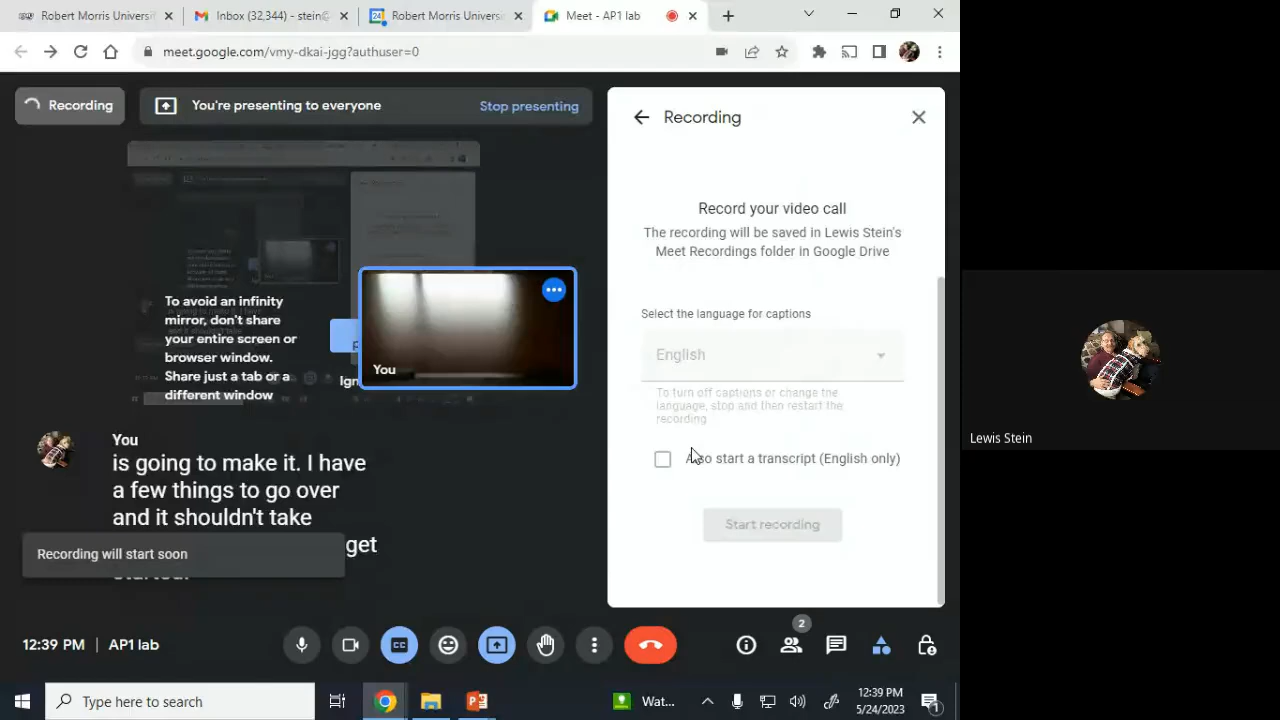 Robert Morris Universit
Inbox (32,344) - stein@
Robert Morris Universi
Meet - AP1 lab
meet.google.com/vmy-dkai-jgg?authuser=0
Recording
You're presenting to everyone
Stop presenting
To avoid an infinity
mirror, don't share
your entire screen or
browser window.
Share just a tab or a
different window
Ign
You
You
is going to make it. I have
a few things to go over
and it shouldn't take
get
Recording will start soon
Recording
Record your video call
The recording will be saved in Lewis Stein's
Meet Recordings folder in Google Drive
Select the language for captions
English
To turn off captions or change the
language, stop and then restart the
recording
Also start a transcript (English only)
Start recording
Lewis Stein
12:39 PM | AP1 lab
CC
2
Type here to search
Wat...
12:39 PM
5/24/2023
1